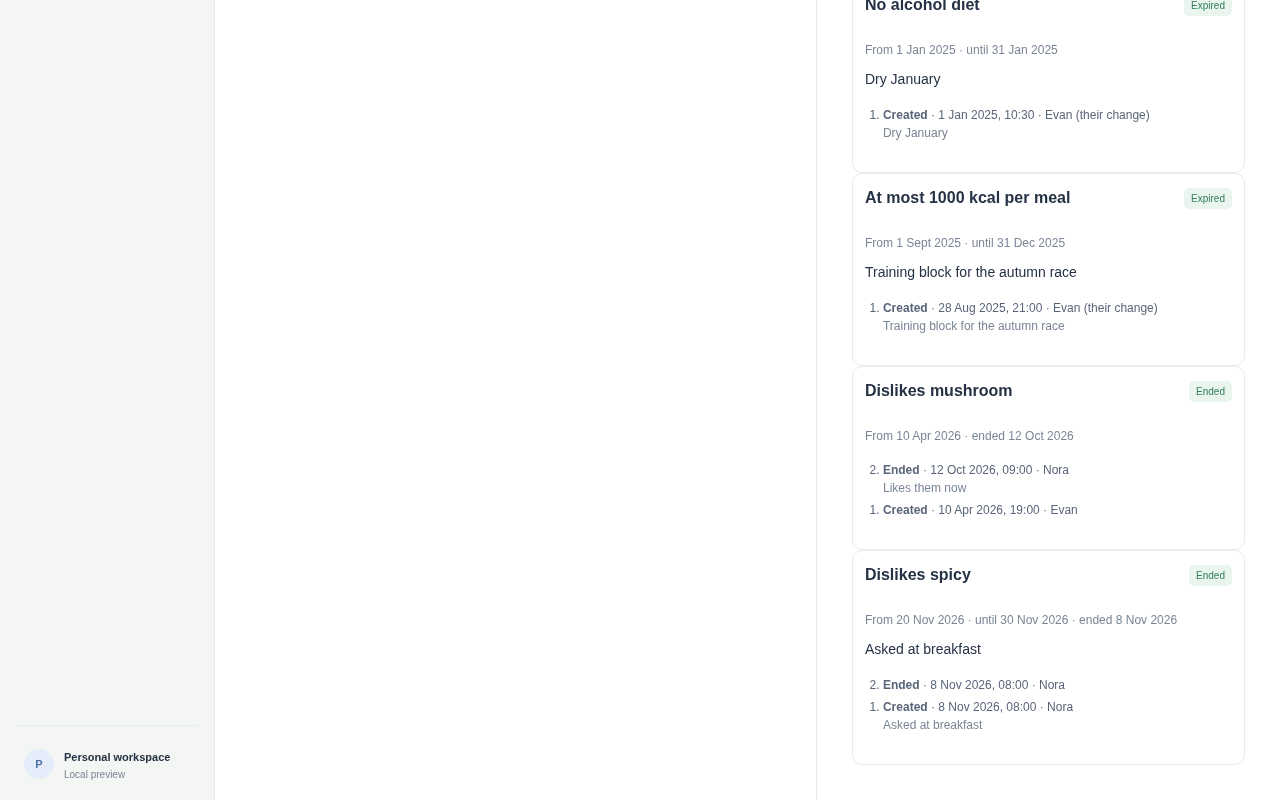 No alcohol diet
Expired
From 1 Jan 2025 · until 31 Jan 2025
Dry January
1. Created · 1 Jan 2025, 10:30 · Evan (their change)
Dry January
At most 1000 kcal per meal
Expired
From 1 Sept 2025 · until 31 Dec 2025
Training block for the autumn race
1. Created · 28 Aug 2025, 21:00 · Evan (their change)
Training block for the autumn race
Dislikes mushroom
Ended
From 10 Apr 2026 · ended 12 Oct 2026
2. Ended · 12 Oct 2026, 09:00 · Nora
Likes them now
1. Created · 10 Apr 2026, 19:00 · Evan
Dislikes spicy
Ended
From 20 Nov 2026 · until 30 Nov 2026 · ended 8 Nov 2026
Asked at breakfast
2. Ended · 8 Nov 2026, 08:00 · Nora
1. Created · 8 Nov 2026, 08:00 · Nora
Asked at breakfast
P
Personal workspace
Local preview